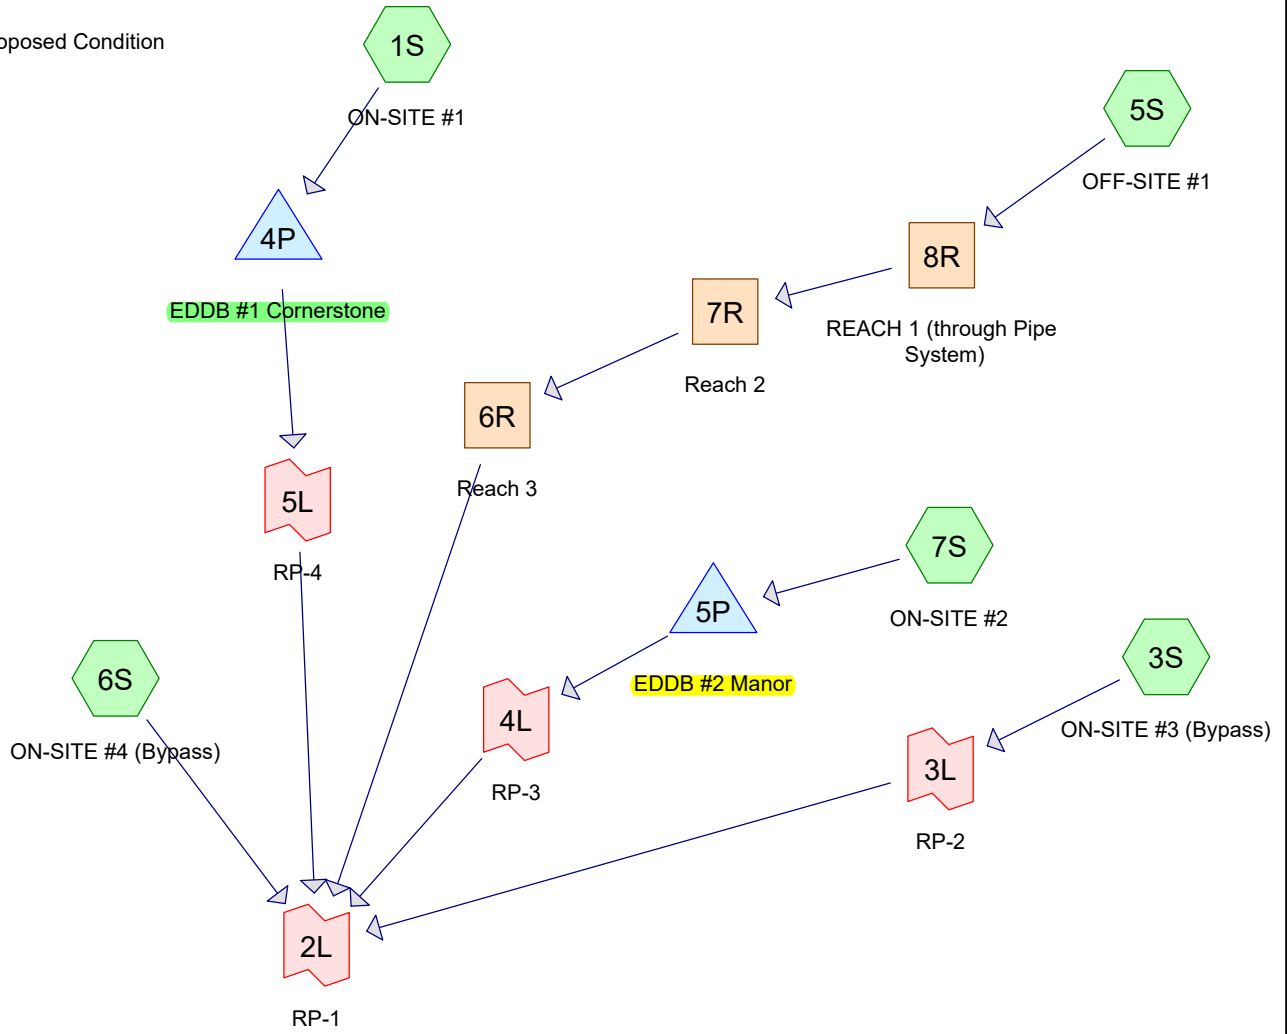 oposed Condition
1S
ON-SITE #1
5S
OFF-SITE #1
4P
EDDB #1 Cornerstone
8R
REACH 1 (through Pipe
System)
7R
Reach 2
6R
Reach 3
5L
RP-4
7S
ON-SITE #2
5P
EDDB #2 Manor
3S
ON-SITE #3 (Bypass)
6S
ON-SITE #4 (Bypass)
4L
RP-3
3L
RP-2
2L
RP-1